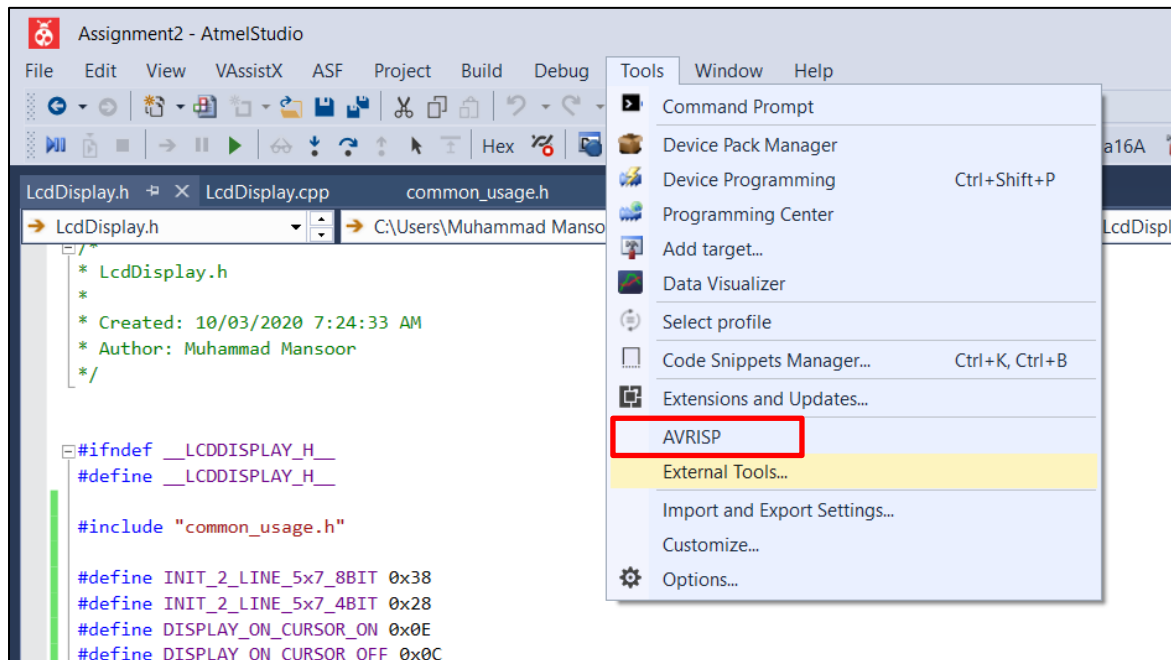 Assignment2 - AtmelStudio
File Edit View VAssistX ASF Project Build Debug Tools Window Help
Hex
a16A
LcdDisplay.h LcdDisplay.cpp common_usage.h
LcdDisplay.h C:\Users\Muhammad Manso LcdDispl
/*
* LcdDisplay.h
*
* Created: 10/03/2020 7:24:33 AM
* Author: Muhammad Mansoor
*/
#ifndef __LCDDISPLAY_H__
#define __LCDDISPLAY_H__
#include "common_usage.h"
#define INIT_2_LINE_5x7_8BIT 0x38
#define INIT_2_LINE_5x7_4BIT 0x28
#define DISPLAY_ON_CURSOR_ON 0x0E
#define DISPLAY_ON_CURSOR_OFF 0x0C
Command Prompt
Device Pack Manager
Device Programming Ctrl+Shift+P
Programming Center
Add target...
Data Visualizer
Select profile
Code Snippets Manager... Ctrl+K, Ctrl+B
Extensions and Updates...
AVRISP
External Tools...
Import and Export Settings...
Customize...
Options...